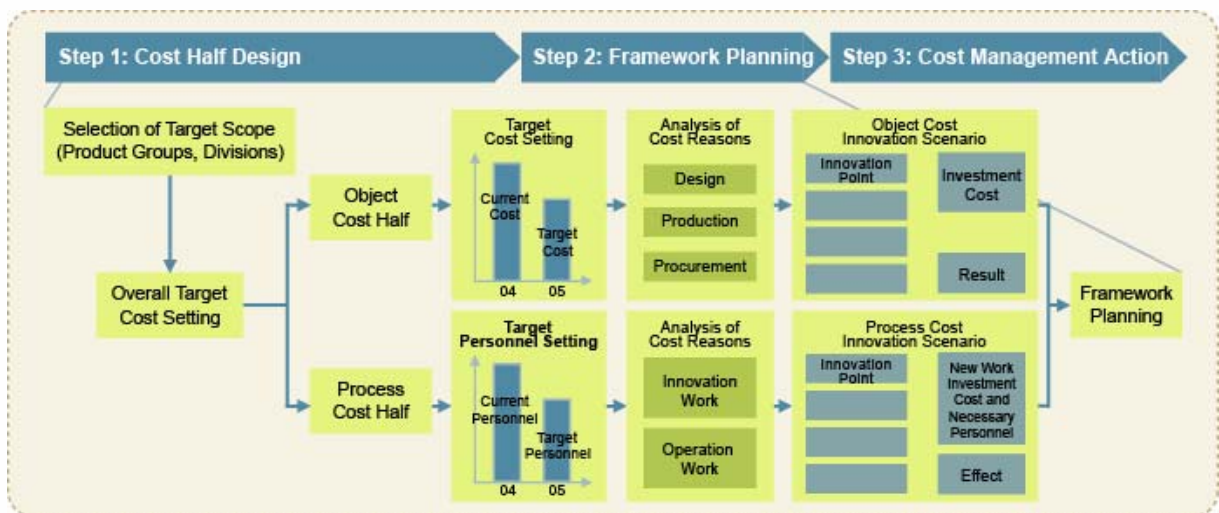 Step 1: Cost Half Design
Step 2: Framework Planning
Step 3: Cost Management Action
Selection of Target Scope
(Product Groups, Divisions)
Overall Target
Cost Setting
Object
Cost Half
Process
Cost Half
Target
Cost Setting
Current
Cost
Target
Cost
04
05
Analysis of
Cost Reasons
Design
Production
Procurement
Object Cost
Innovation Scenario
Innovation
Point
Investment
Cost
Result
Target
Personnel Setting
Current
Personnel
Target
Personnel
04
05
Analysis of
Cost Reasons
Innovation
Work
Operation
Work
Process Cost
Innovation Scenario
Innovation
Point
New Work
Investment
Cost and
Necessary
Personnel
Effect
Framework
Planning